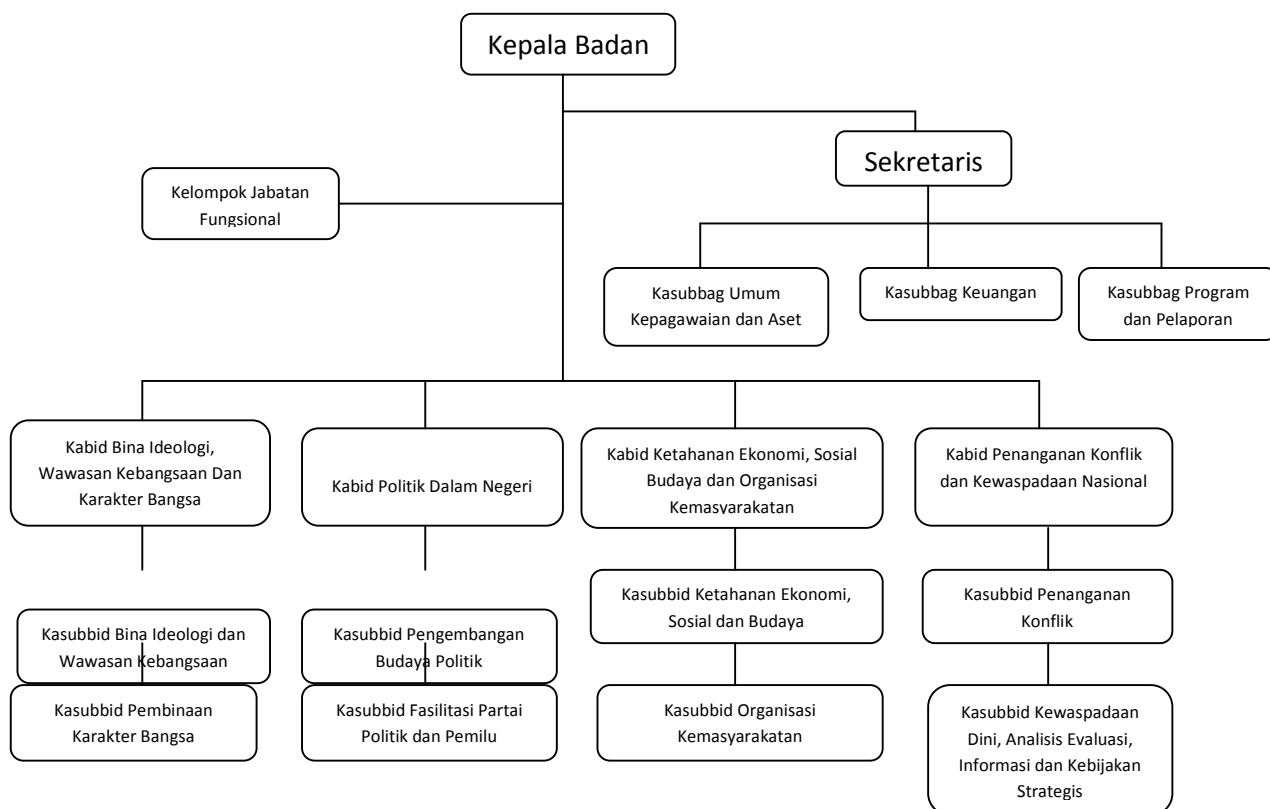 Kepala Badan
Sekretaris
Kelompok Jabatan
Fungsional
Kasubbag Umum
Kepagawaian dan Aset
Kasubbag Keuangan
Kasubbag Program
dan Pelaporan
Kabid Bina Ideologi,
Wawasan Kebangsaan Dan
Karakter Bangsa
Kabid Politik Dalam Negeri
Kabid Ketahanan Ekonomi, Sosial
Budaya dan Organisasi
Kemasyarakatan
Kabid Penanganan Konflik
dan Kewaspadaan Nasional
Kasubbid Bina Ideologi dan
Wawasan Kebangsaan
Kasubbid Pengembangan
Budaya Politik
Kasubbid Ketahanan Ekonomi,
Sosial dan Budaya
Kasubbid Penanganan
Konflik
Kasubbid Pembinaan
Karakter Bangsa
Kasubbid Fasilitasi Partai
Politik dan Pemilu
Kasubbid Organisasi
Kemasyarakatan
Kasubbid Kewaspadaan
Dini, Analisis Evaluasi,
Informasi dan Kebijakan
Strategis